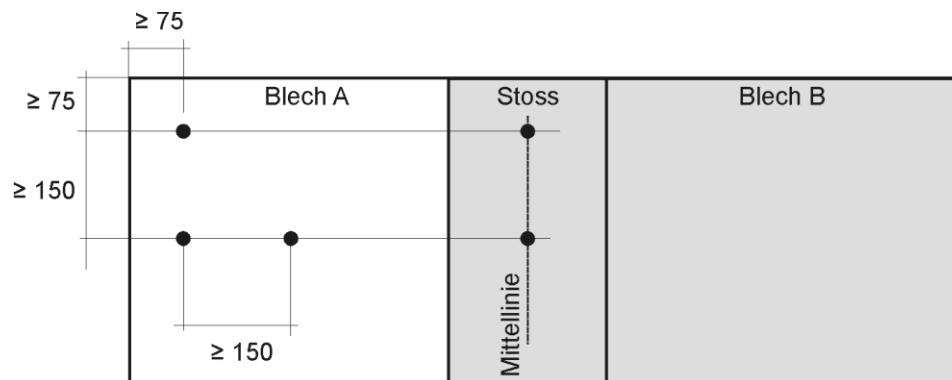 ≥ 75
≥ 75
Blech A
Stoss
Blech B
≥ 150
Mittellinie
≥ 150